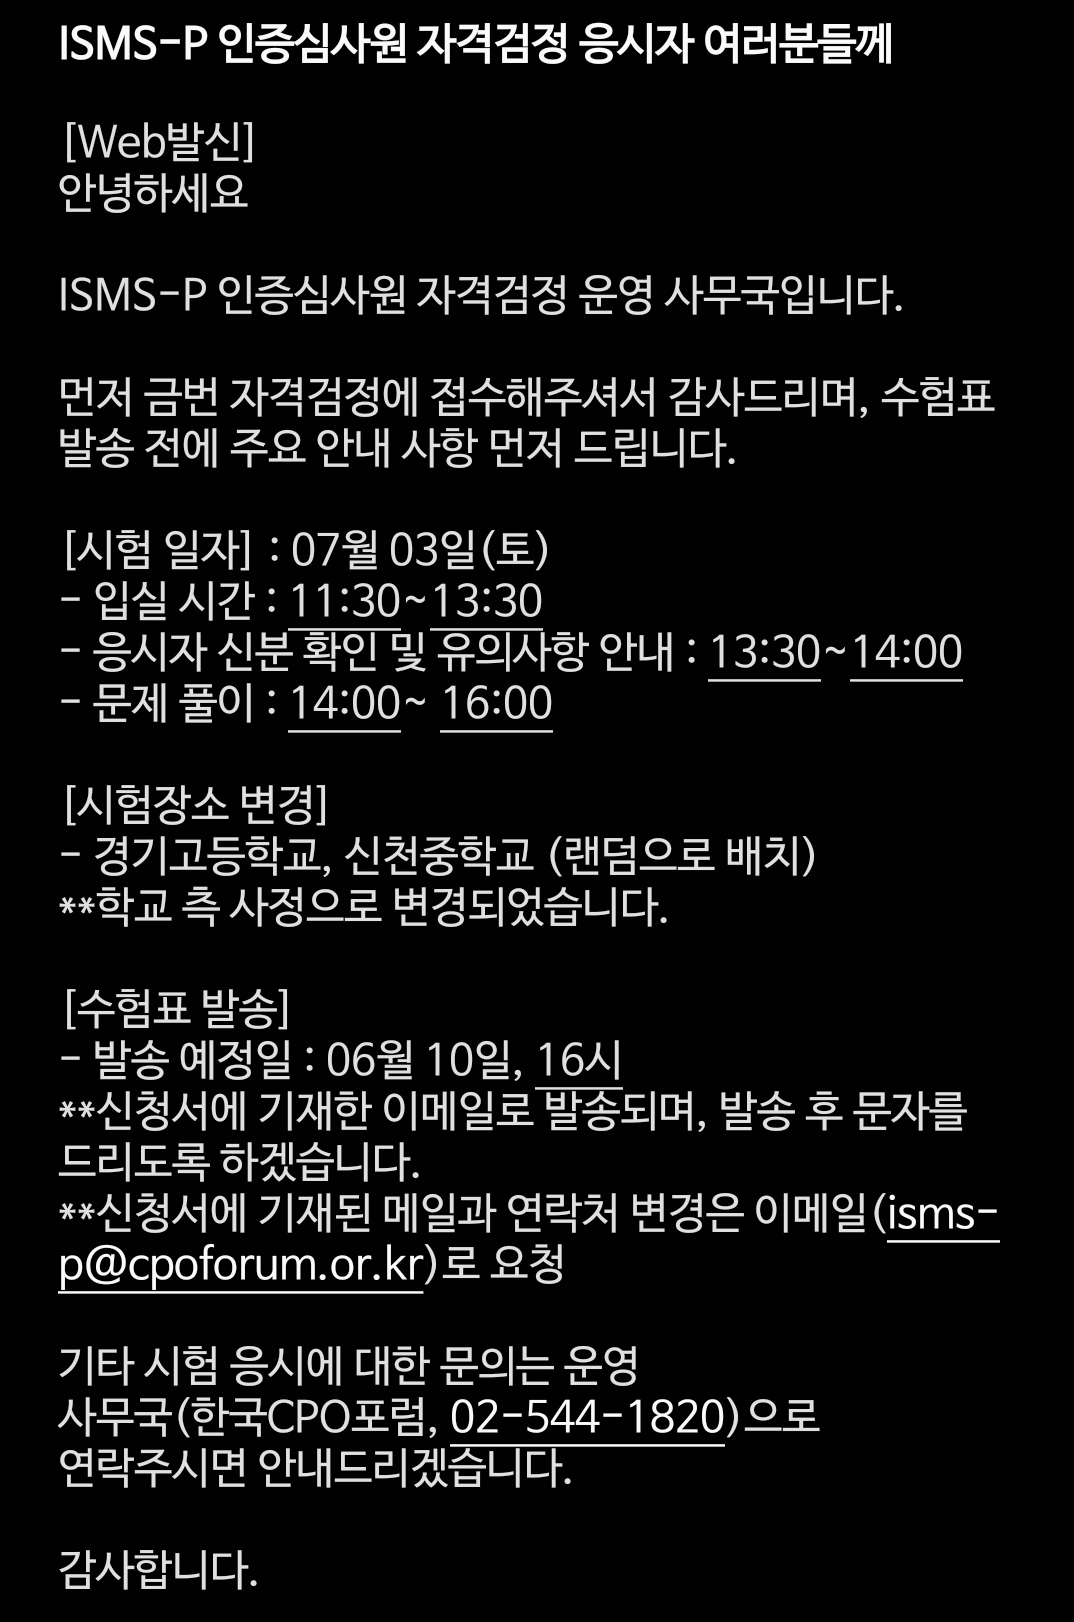 ISMS-P 인증심사원 자격검정 응시자 여러분들께
[Web발신]
안녕하세요
ISMS-P 인증심사원 자격검정 운영 사무국입니다.
먼저 금번 자격검정에 접수해주셔서 감사드리며, 수험표
발송 전에 주요 안내 사항 먼저 드립니다.
[시험 일자] : 07월 03일(토)
- 입실 시간 : 11:30~13:30
- 응시자 신분 확인 및 유의사항 안내 : 13:30~14:00
- 문제 풀이 : 14:00~ 16:00
[시험장소 변경]
- 경기고등학교, 신천중학교 (랜덤으로 배치)
**학교 측 사정으로 변경되었습니다.
[수험표 발송]
- 발송 예정일 : 06월 10일, 16시
**신청서에 기재한 이메일로 발송되며, 발송 후 문자를
드리도록 하겠습니다.
**신청서에 기재된 메일과 연락처 변경은 이메일(isms-
p@cpoforum.or.kr)로 요청
기타 시험 응시에 대한 문의는 운영
사무국(한국CPO포럼, 02-544-1820)으로
연락주시면 안내드리겠습니다.
감사합니다.